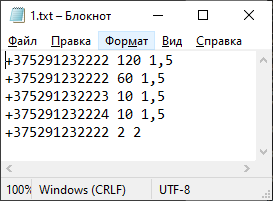 1.txt – Блокнот
Файл Правка Формат Вид Справка
+375291232222 120 1,5
+375291232222 60 1,5
+375291232223 10 1,5
+375291232224 10 1,5
+375291232222 2 2
100% Windows (CRLF) UTF-8